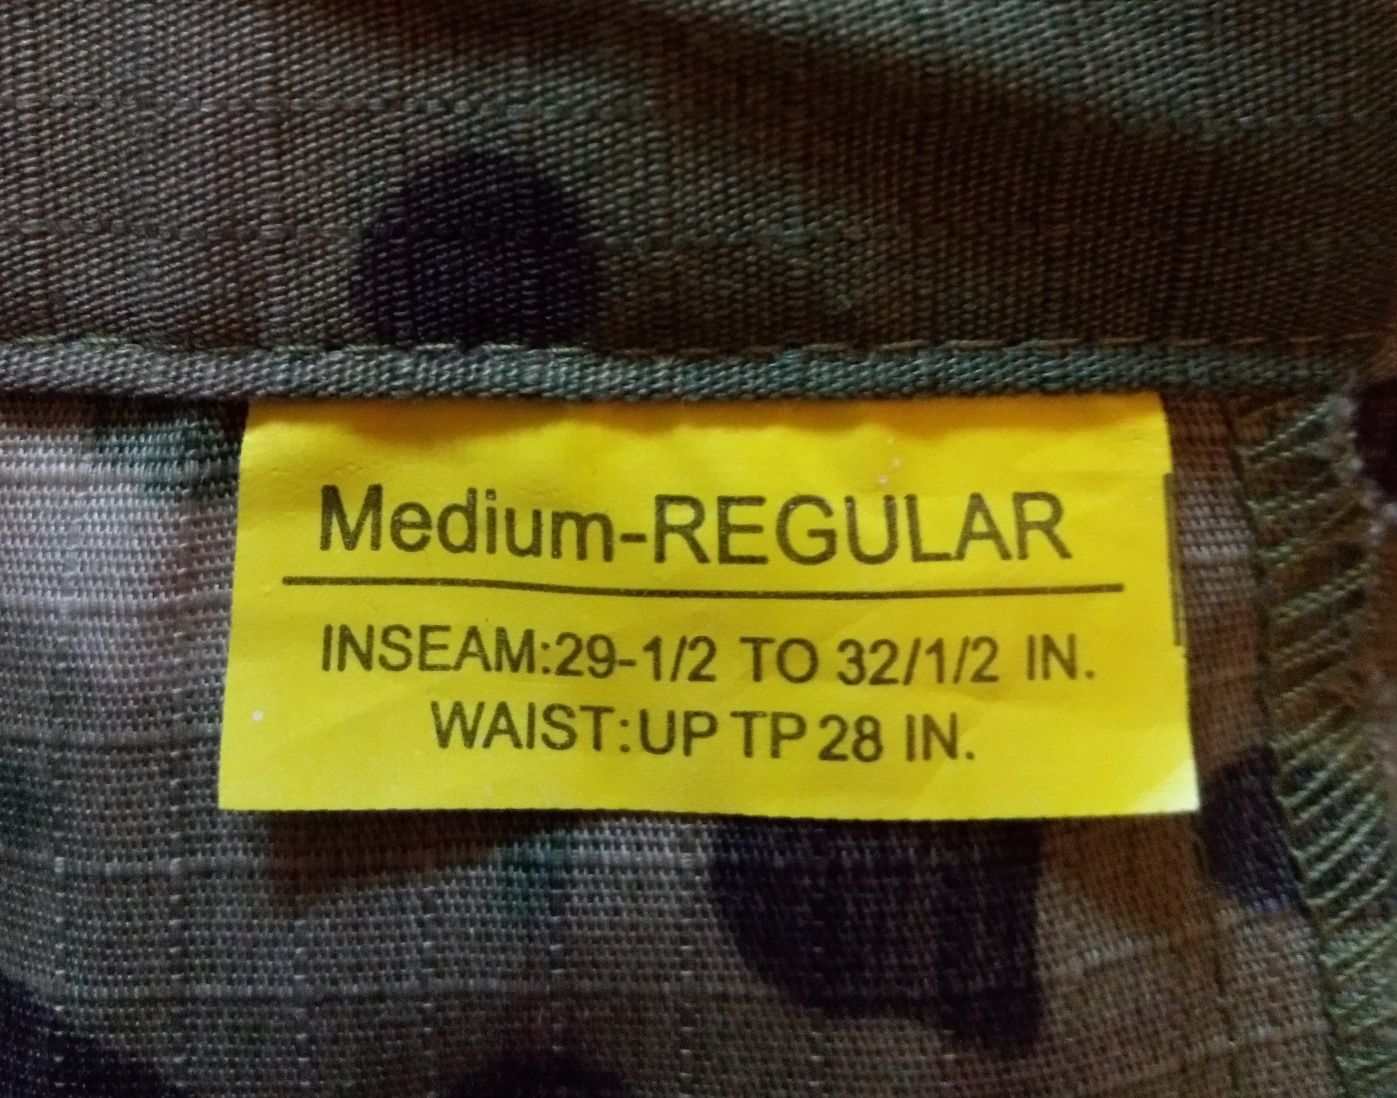 Medium-REGULAR
INSEAM:29-1/2 TO 32/1/2 IN.
WAIST:UP TP 28 IN.